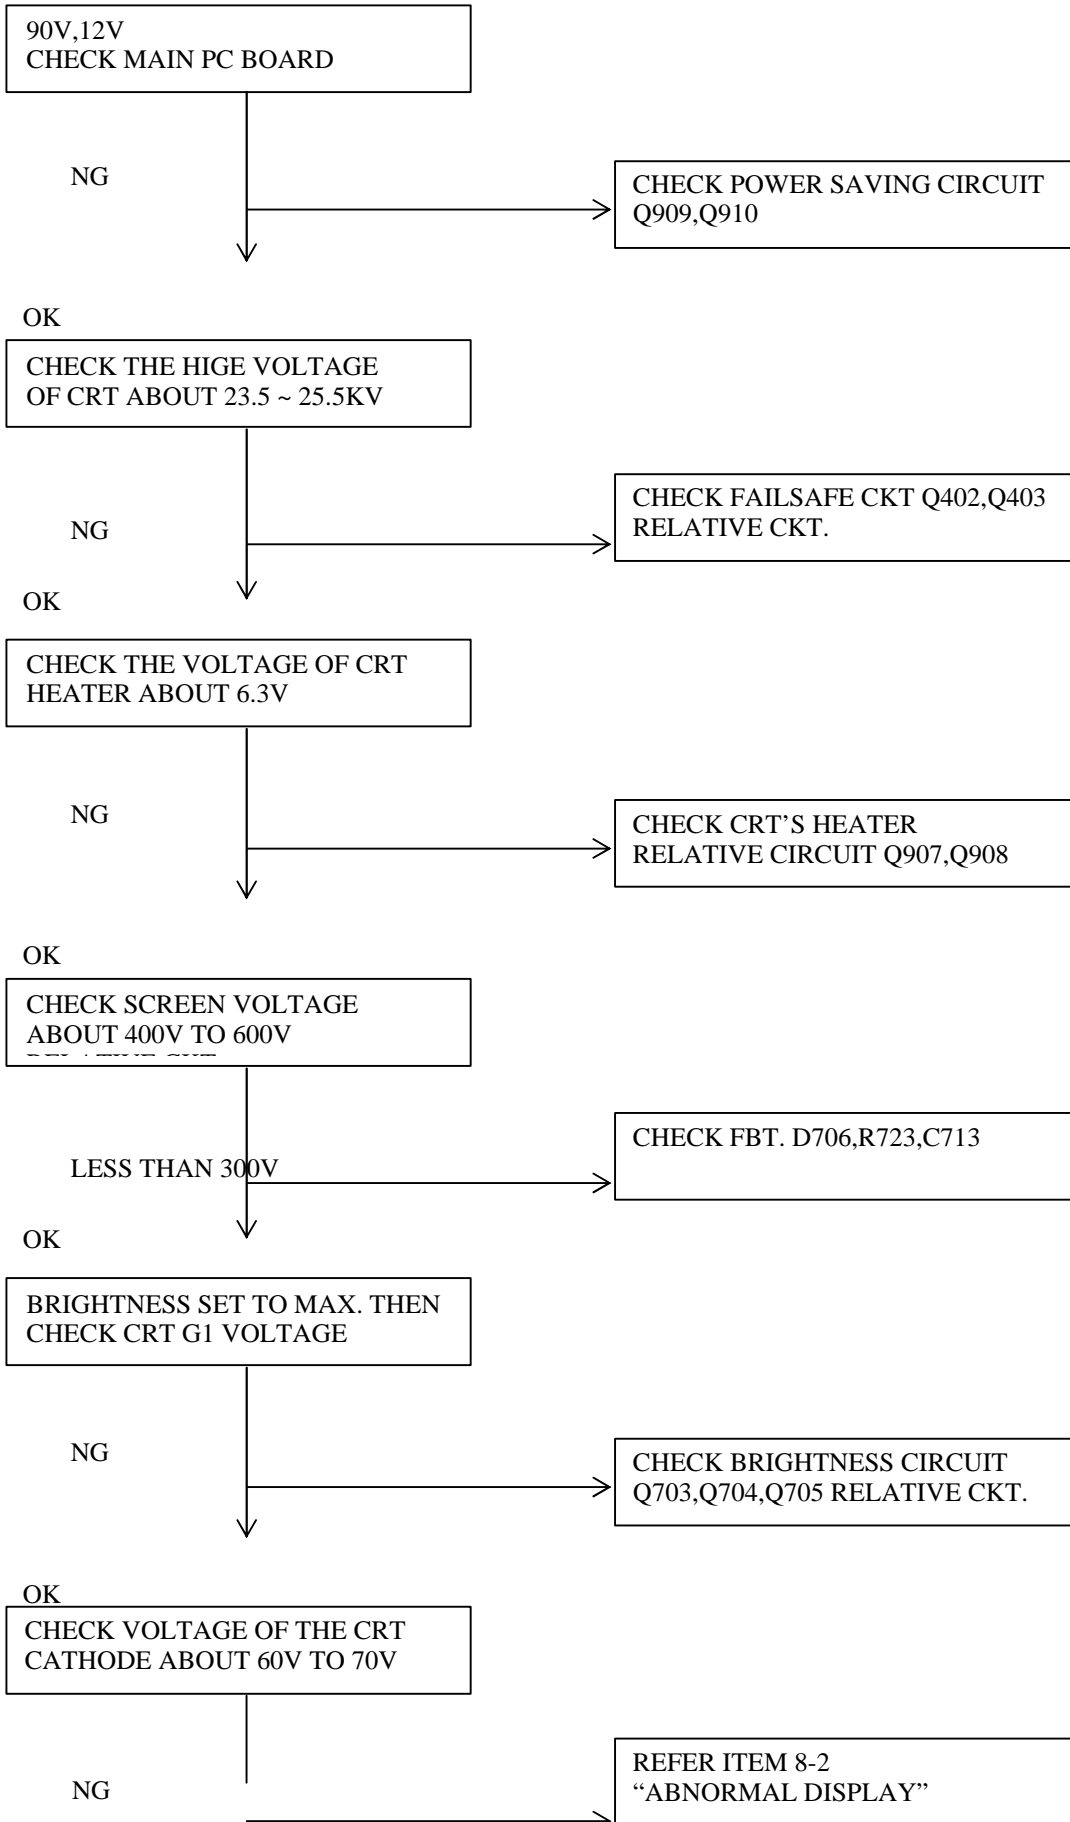 90V,12V
CHECK MAIN PC BOARD
NG
CHECK POWER SAVING CIRCUIT
Q909,Q910
OK
CHECK THE HIGE VOLTAGE
OF CRT ABOUT 23.5 ~ 25.5KV
NG
CHECK FAILSAFE CKT Q402,Q403
RELATIVE CKT.
OK
CHECK THE VOLTAGE OF CRT
HEATER ABOUT 6.3V
NG
CHECK CRT’S HEATER
RELATIVE CIRCUIT Q907,Q908
OK
CHECK SCREEN VOLTAGE
ABOUT 400V TO 600V
RELATIVE CKT
LESS THAN 300V
CHECK FBT. D706,R723,C713
OK
BRIGHTNESS SET TO MAX. THEN
CHECK CRT G1 VOLTAGE
NG
CHECK BRIGHTNESS CIRCUIT
Q703,Q704,Q705 RELATIVE CKT.
OK
CHECK VOLTAGE OF THE CRT
CATHODE ABOUT 60V TO 70V
NG
REFER ITEM 8-2
“ABNORMAL DISPLAY”